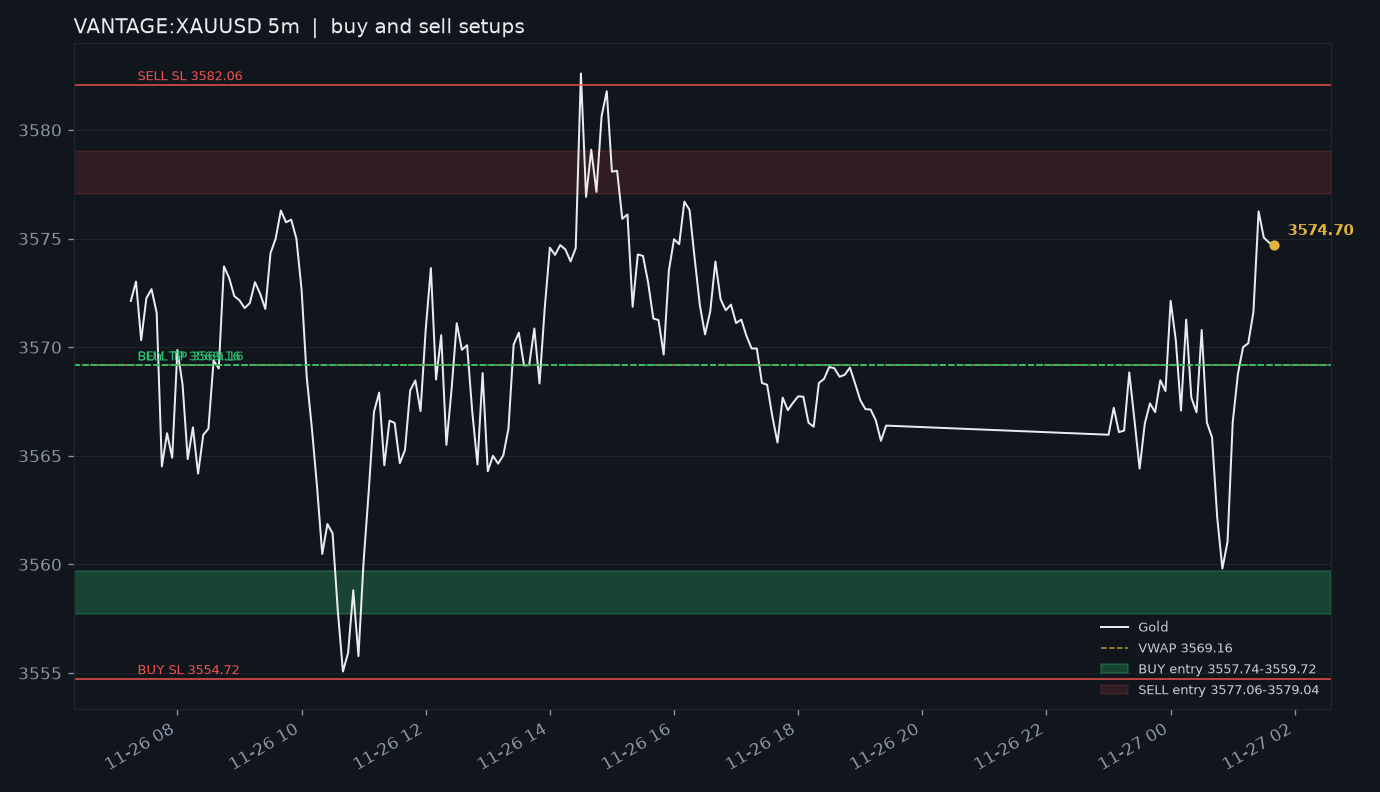 VANTAGE:XAUUSD 5m | buy and sell setups
SELL SL 3582.06
3580
3575
3574.70
3570
3569.16
3565
3560
3555
BUY SL 3554.72
Gold
VWAP 3569.16
BUY entry 3557.74-3559.72
SELL entry 3577.06-3579.04
11-26 08
11-26 10
11-26 12
11-26 14
11-26 16
11-26 18
11-26 20
11-26 22
11-27 00
11-27 02